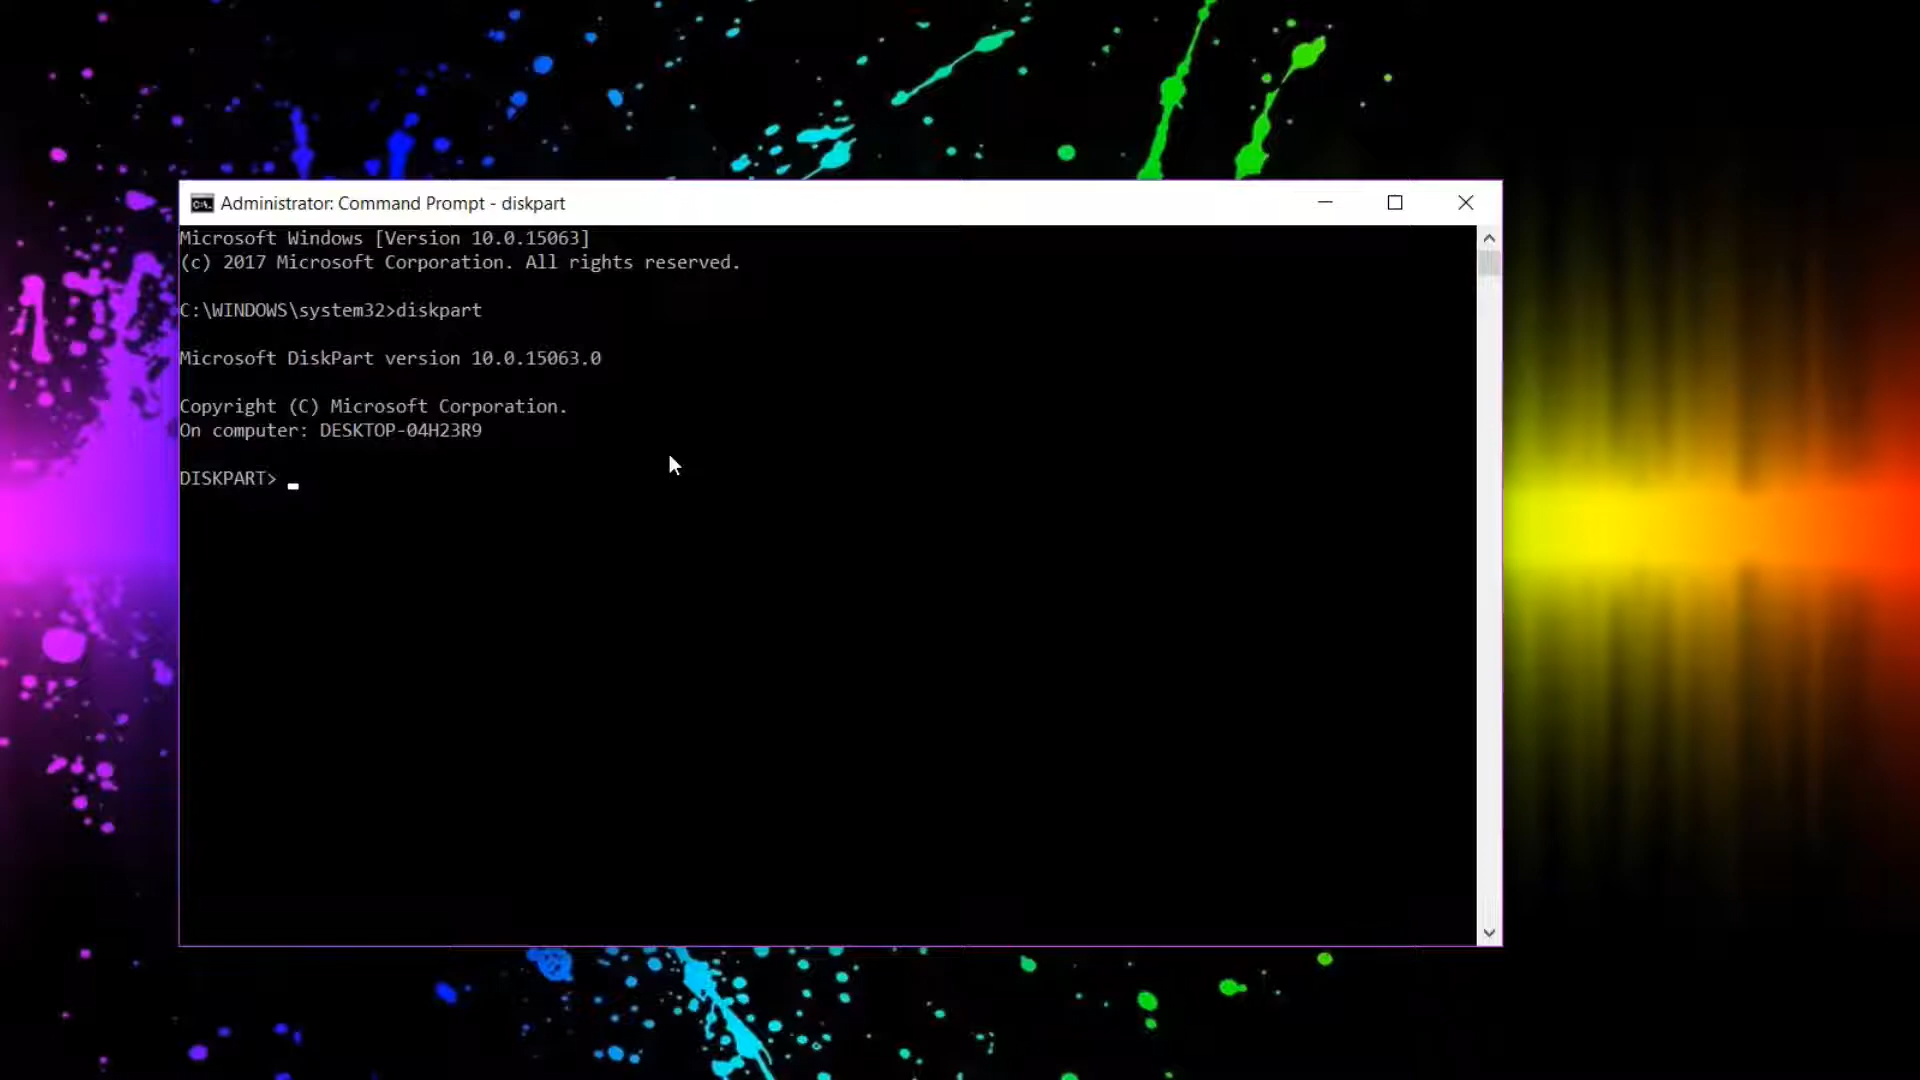 Administrator: Command Prompt - diskpart
Microsoft Windows [Version 10.0.15063]
(c) 2017 Microsoft Corporation. All rights reserved.
C:\WINDOWS\system32>diskpart
Microsoft DiskPart version 10.0.15063.0
Copyright (C) Microsoft Corporation.
On computer: DESKTOP-04H23R9
DISKPART>